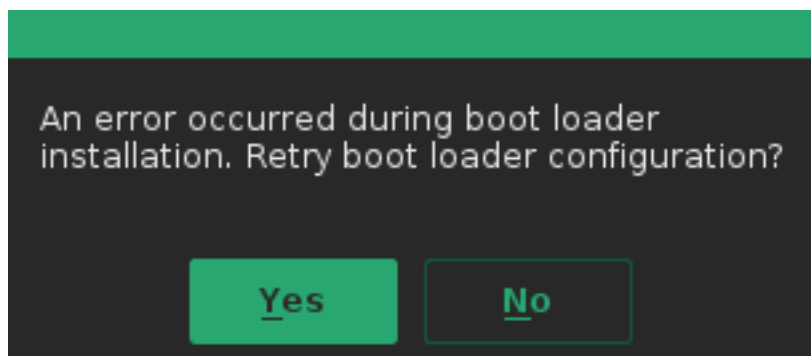 An error occurred during boot loader
installation. Retry boot loader configuration?
Yes
No